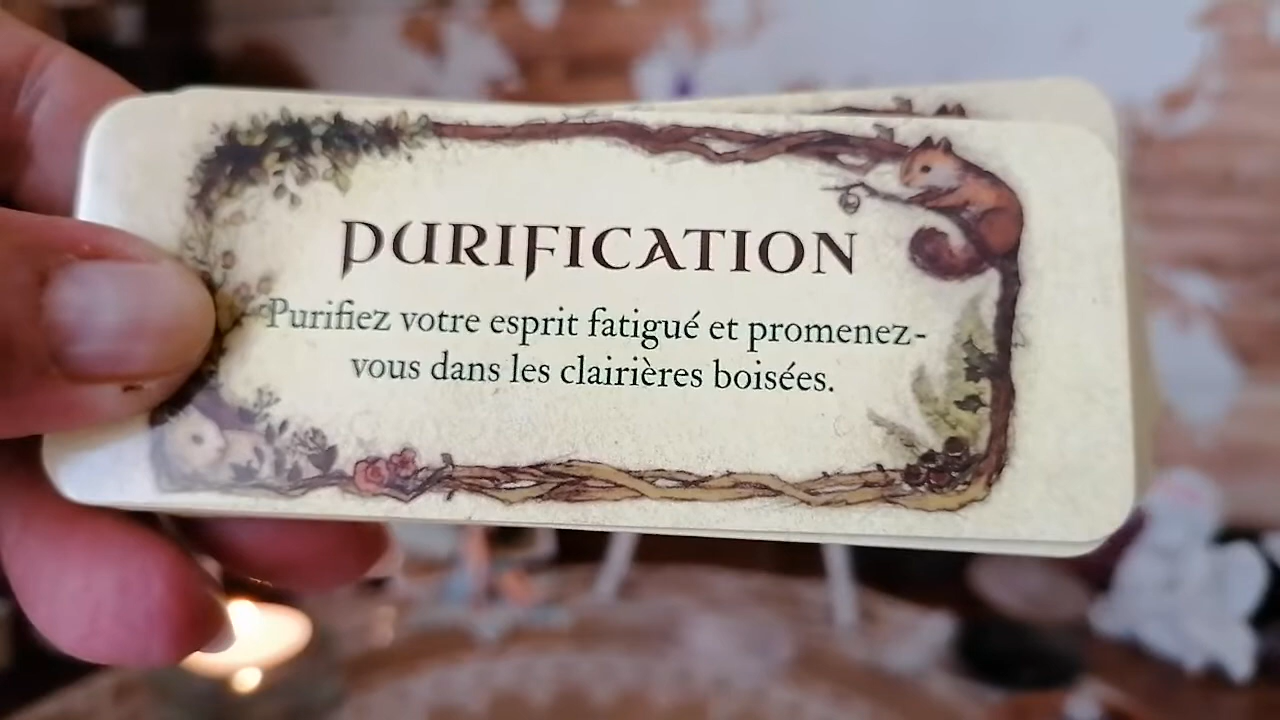 PURIFICATION
Purifiez votre esprit fatigué et promenez-
vous dans les clairières boisées.